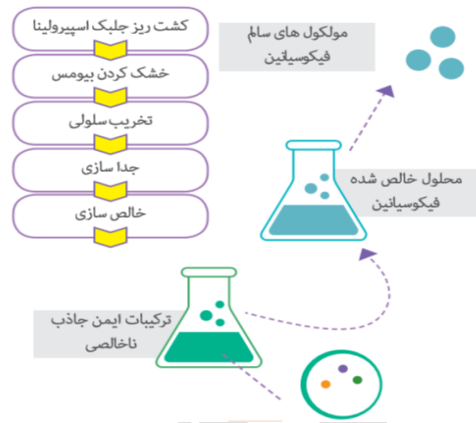 کشت ریز جلبک اسپیرولینا
خشک کردن بیومس
تخریب سلولی
جدا سازی
خالص سازی
مولکول های سالم
فیکوسیاتین
محلول خالص شده
فیکوسیانین
ترکیبات ایمن جاذب
ناخالصی